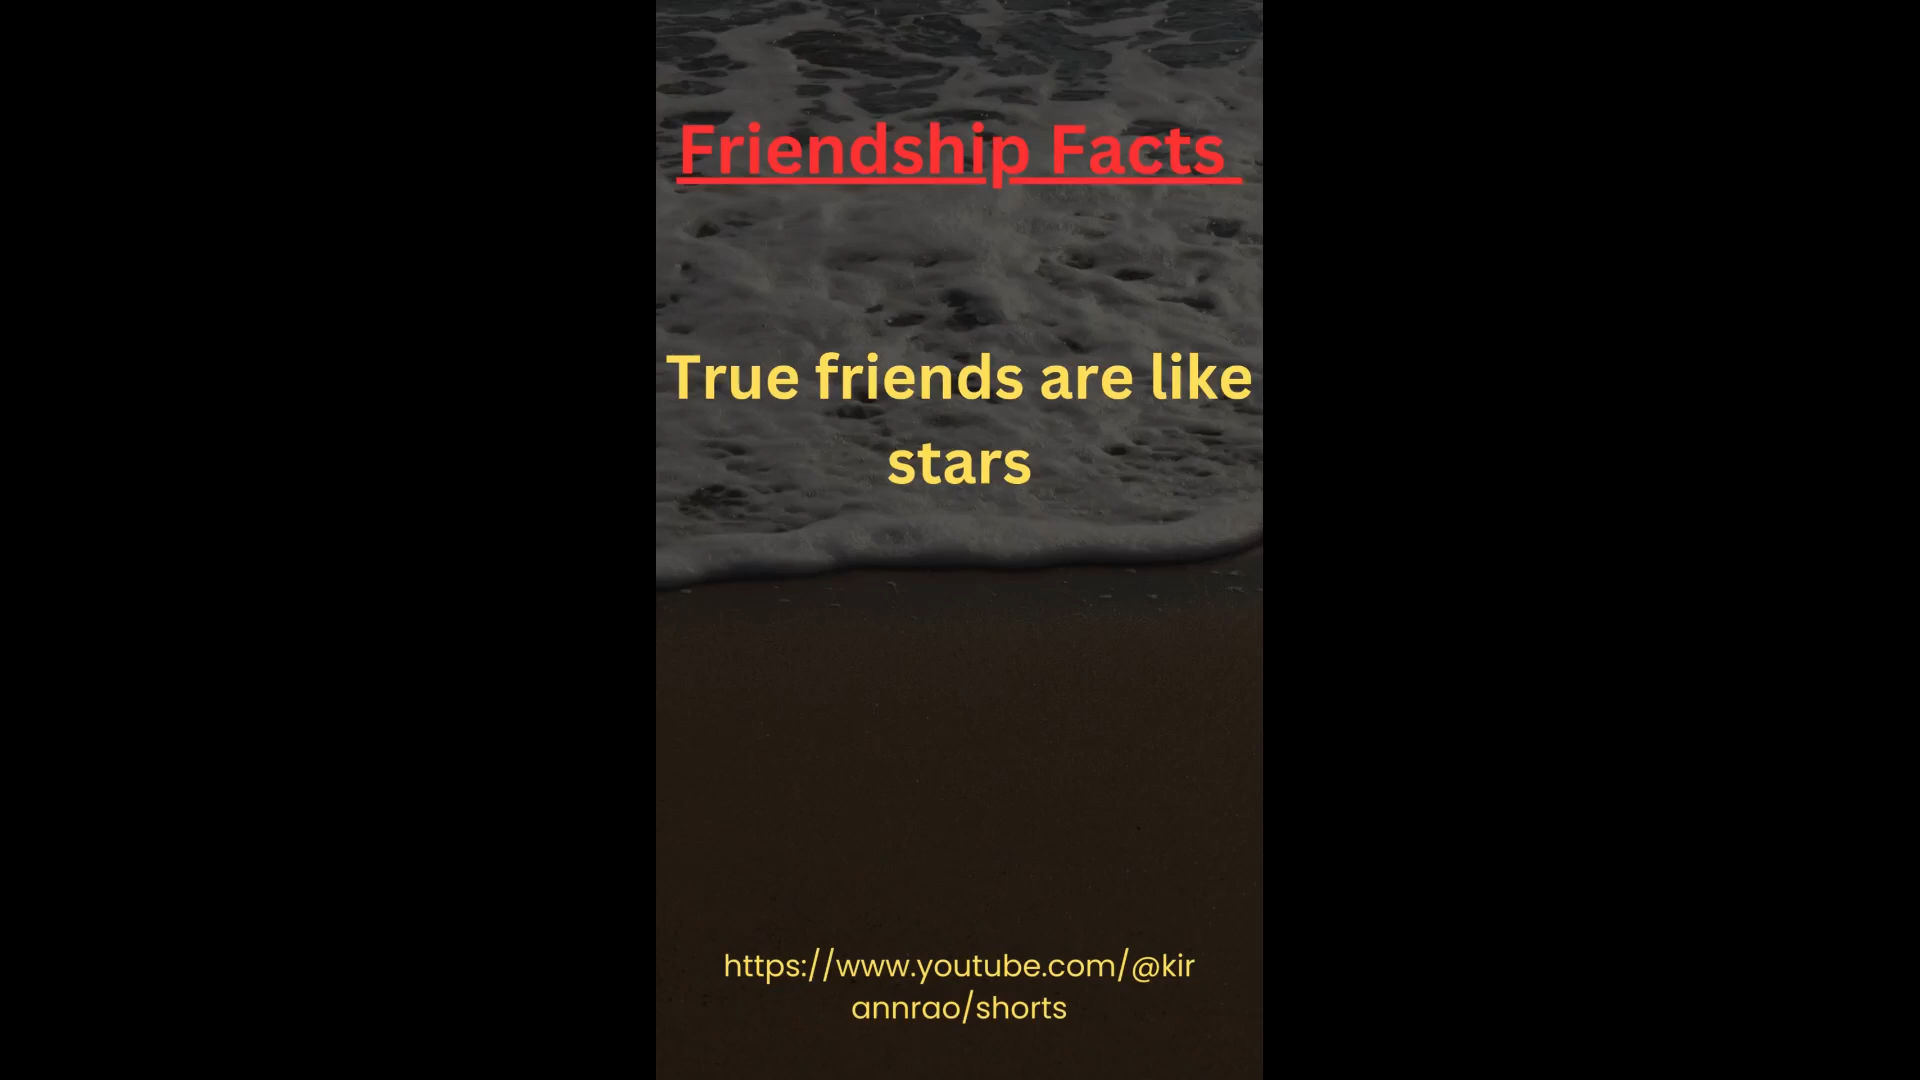 Friendship Facts
True friends are like
stars
https://www.youtube.com/@kir
annrao/shorts